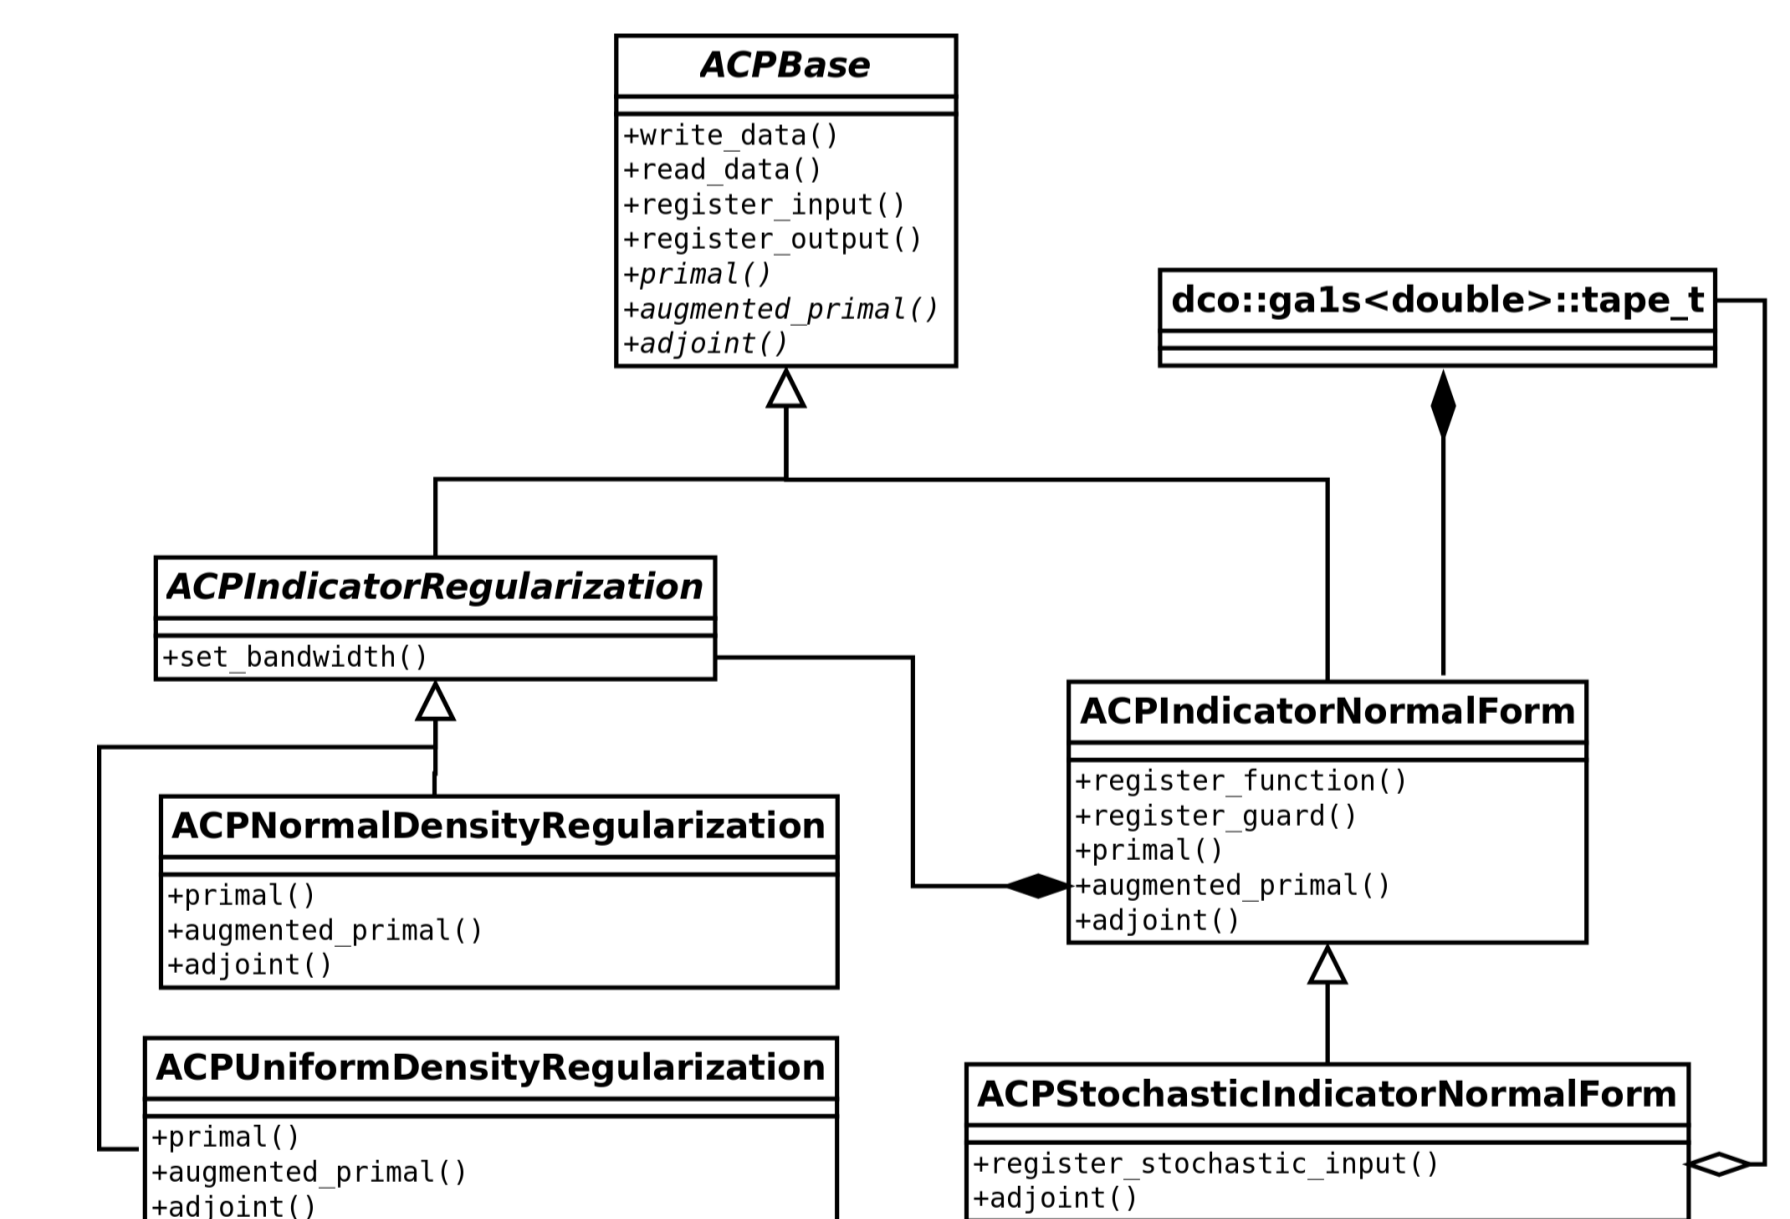 ACPBase
+write_data()
+read_data()
+register_input()
+register_output()
+primal()
+augmented_primal()
+adjoint()
dco::ga1s<double>::tape_t
ACPIndicatorRegularization
+set_bandwidth()
ACPIndicatorNormalForm
+register_function()
+register_guard()
+primal()
+augmented_primal()
+adjoint()
ACPNormalDensityRegularization
+primal()
+augmented_primal()
+adjoint()
ACPUniformDensityRegularization
+primal()
+augmented_primal()
+adjoint()
ACPStochasticIndicatorNormalForm
+register_stochastic_input()
+adjoint()